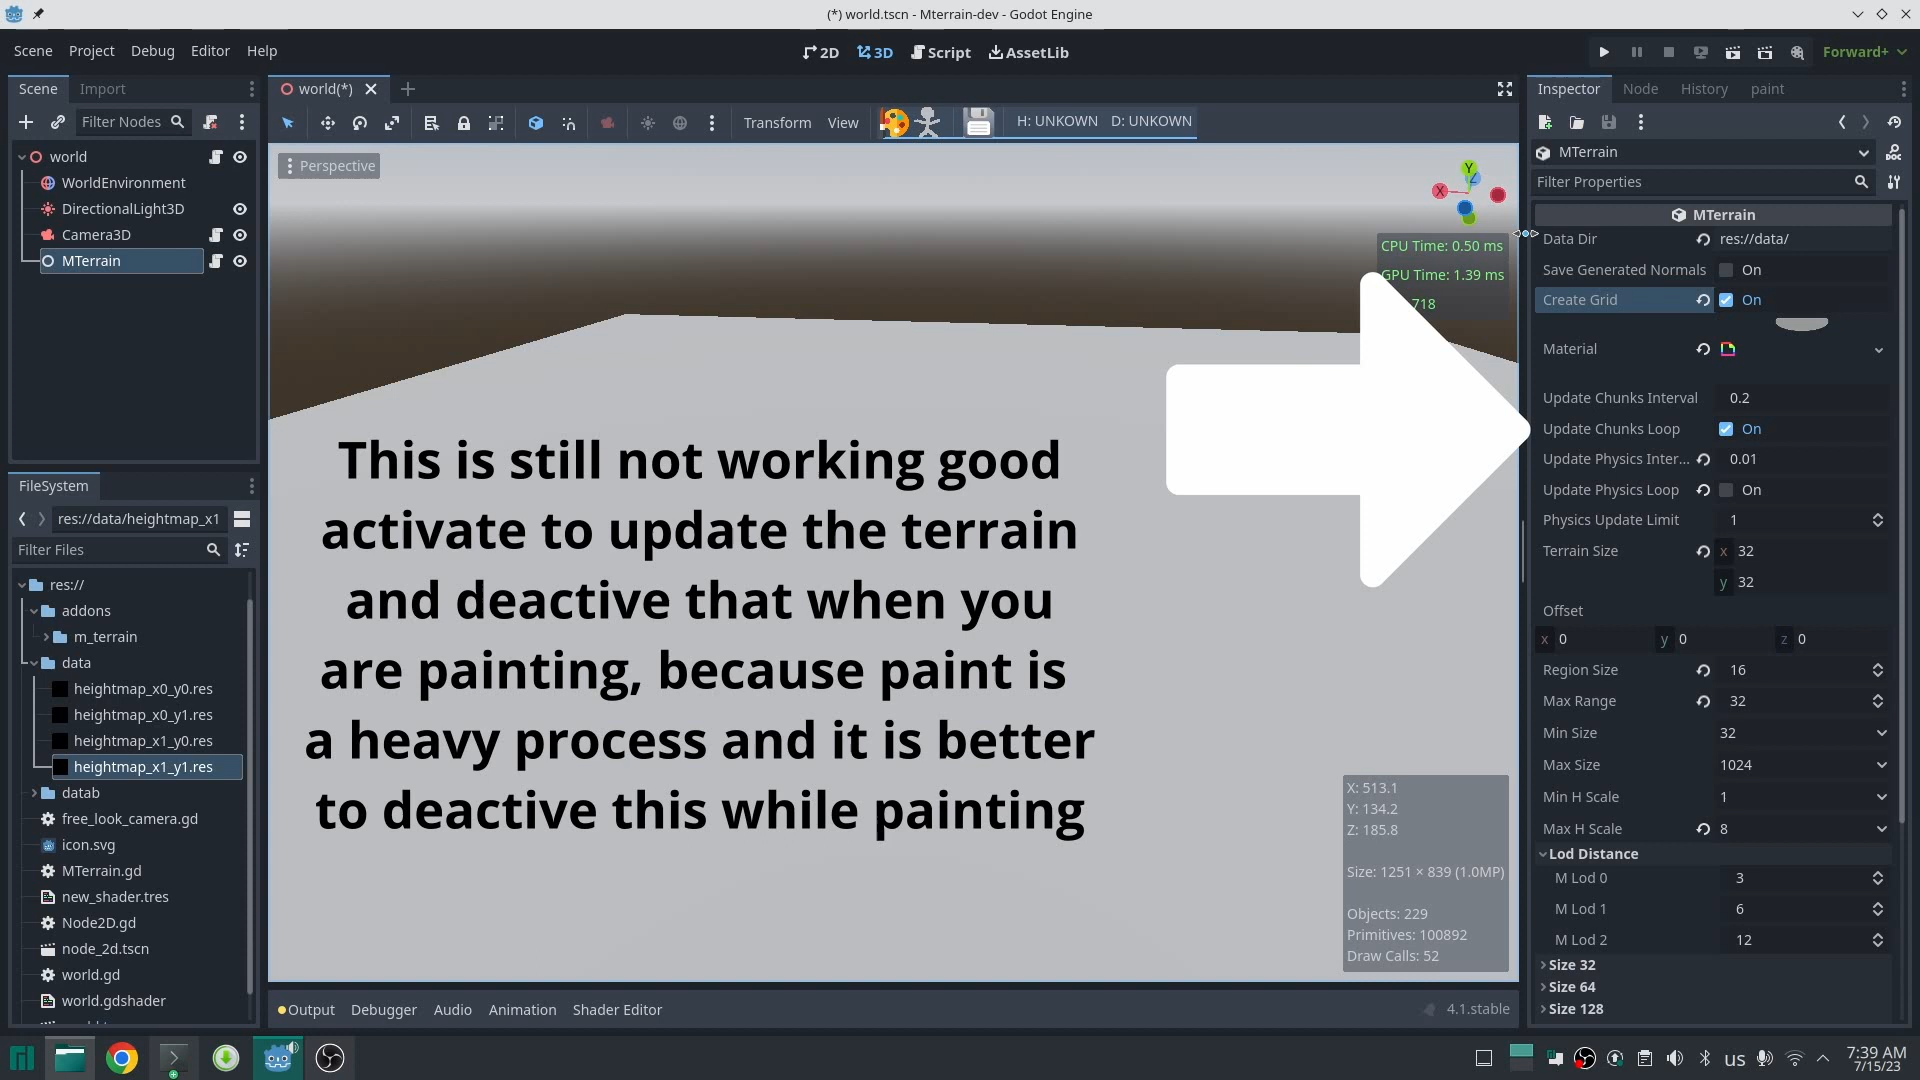 (*) world.tscn - Mterrain-dev - Godot Engine
Scene Project Debug Editor Help
2D 3D Script AssetLib
Forward+
Scene Import
Filter Nodes
world
WorldEnvironment
DirectionalLight3D
Camera3D
MTerrain
FileSystem
res://data/heightmap_x1
Filter Files
res://
addons
m_terrain
data
heightmap_x0_y0.res
heightmap_x0_y1.res
heightmap_x1_y0.res
heightmap_x1_y1.res
datab
free_look_camera.gd
icon.svg
MTerrain.gd
new_shader.tres
Node2D.gd
node_2d.tscn
world.gd
world.gdshader
world(*)
Transform View H: UNKOWN D: UNKOWN
Perspective
Y
Z
X
CPU Time: 0.50 ms
GPU Time: 1.39 ms
718
This is still not working good
activate to update the terrain
and deactive that when you
are painting, because paint is
a heavy process and it is better
to deactive this while painting
X: 513.1
Y: 134.2
Z: 185.8
Size: 1251 × 839 (1.0MP)
Objects: 229
Primitives: 100892
Draw Calls: 52
Output Debugger Audio Animation Shader Editor 4.1.stable
Inspector Node History paint
MTerrain
DOC
Filter Properties
MTerrain
Data Dir res://data/
Save Generated Normals On
Create Grid On
Material
Update Chunks Interval 0.2
Update Chunks Loop On
Update Physics Inter... 0.01
Update Physics Loop On
Physics Update Limit 1
Terrain Size x 32
y 32
Offset
x 0 y 0 z 0
Region Size 16
Max Range 32
Min Size 32
Max Size 1024
Min H Scale 1
Max H Scale 8
Lod Distance
M Lod 0 3
M Lod 1 6
M Lod 2 12
Size 32
Size 64
Size 128
us
7:39 AM
7/15/23